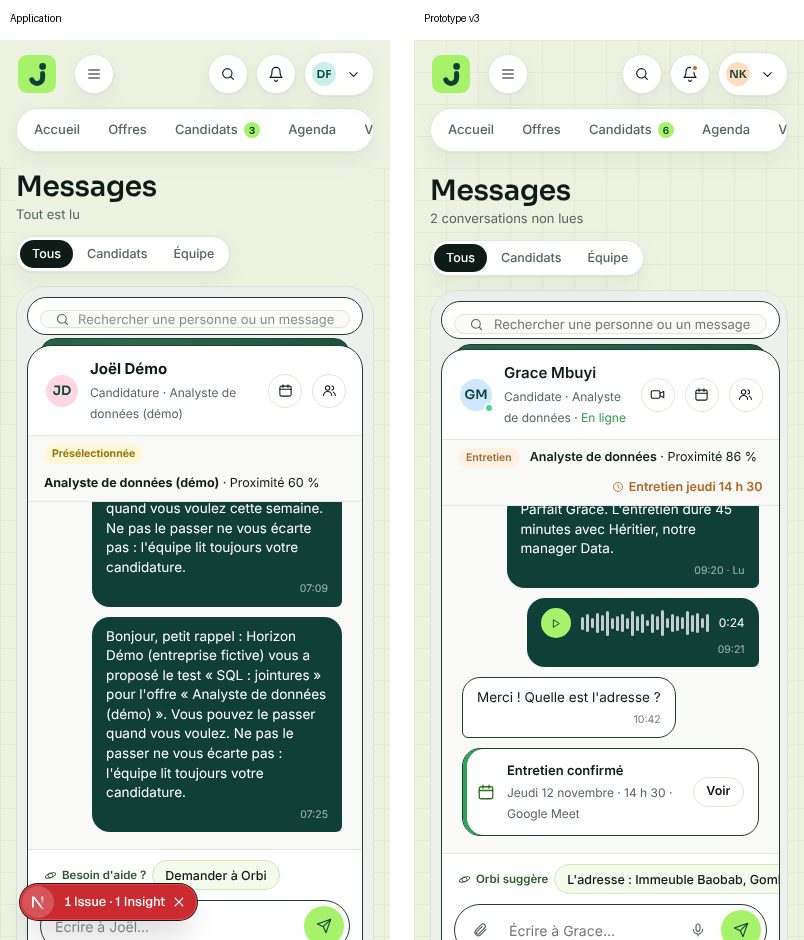 Application
DF
Accueil Offres Candidats 3 Agenda V
Messages
Tout est lu
Tous Candidats Équipe
Rechercher une personne ou un message
JD
Joël Démo
Candidature · Analyste de
données (démo)
Présélectionnée
Analyste de données (démo) · Proximité 60 %
quand vous voulez cette semaine.
Ne pas le passer ne vous écarte
pas : l'équipe lit toujours votre
candidature.
07:09
Bonjour, petit rappel : Horizon
Démo (entreprise fictive) vous a
proposé le test « SQL : jointures »
pour l'offre « Analyste de données
(démo) ». Vous pouvez le passer
quand vous voulez. Ne pas le
passer ne vous écarte pas :
l'équipe lit toujours votre
candidature.
07:25
Besoin d'aide ? Demander à Orbi
N 1 Issue · 1 Insight
Écrire à Joël...
Prototype v3
NK
Accueil Offres Candidats 6 Agenda V
Messages
2 conversations non lues
Tous Candidats Équipe
Rechercher une personne ou un message
GM
Grace Mbuyi
Candidate · Analyste
de données · En ligne
Entretien Analyste de données · Proximité 86 %
Entretien jeudi 14 h 30
Parfait Grace. L'entretien dure 45
minutes avec Héritier, notre
manager Data.
09:20 · Lu
0:24
09:21
Merci ! Quelle est l'adresse ?
10:42
Entretien confirmé
Jeudi 12 novembre · 14 h 30 ·
Google Meet
Voir
Orbi suggère L'adresse : Immeuble Baobab, Gom
Écrire à Grace...